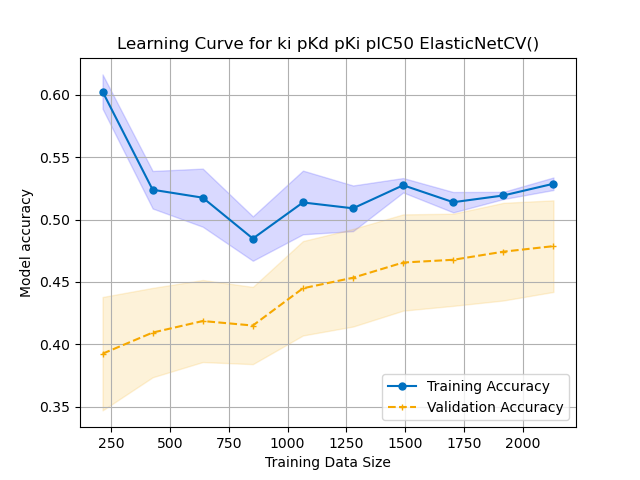 Learning Curve for ki pKd pKi pIC50 ElasticNetCV()
Model accuracy
0.60
0.55
0.50
0.45
0.40
0.35
Training Accuracy
Validation Accuracy
250 500 750 1000 1250 1500 1750 2000
Training Data Size